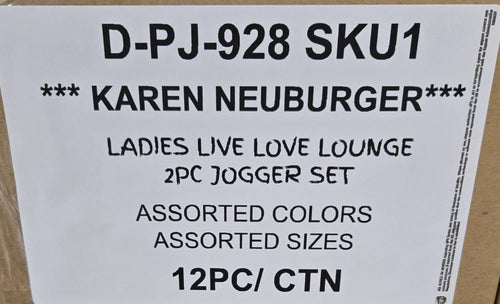 D-PJ-928 SKU1
*** KAREN NEUBURGER***
LADIES LIVE LOVE LOUNGE
2PC JOGGER SET
ASSORTED COLORS
ASSORTED SIZES
12PC/ CTN